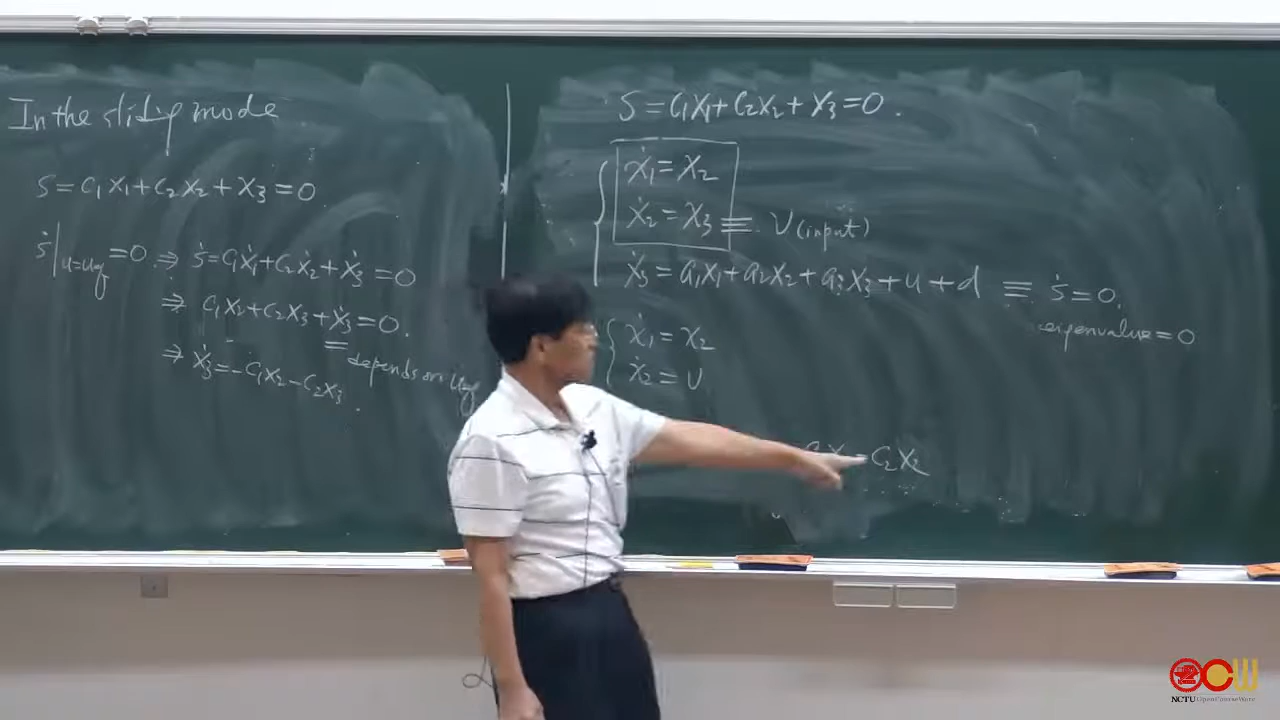 In the sliding mode
S = C₁X₁ + C₂X₂ + X₃ = 0
ṡ|u=ueq = 0 ⇒ ṡ = C₁ẋ₁ + C₂ẋ₂ + ẋ₃ = 0
⇒ C₁X₂ + C₂X₃ + ẋ₃ = 0.
depends on ueq
⇒ ẋ₃ = -C₁X₂ - C₂X₃.
S = C₁X₁ + C₂X₂ + X₃ = 0.
ẋ₁ = X₂
ẋ₂ = X₃ ≡ V (input)
ẋ₃ = a₁X₁ + a₂X₂ + a₃X₃ + u + d ≡ ṡ = 0.
eigenvalue = 0
ẋ₁ = X₂
ẋ₂ = V
C₂X₂
NCTU OpenCourseWare